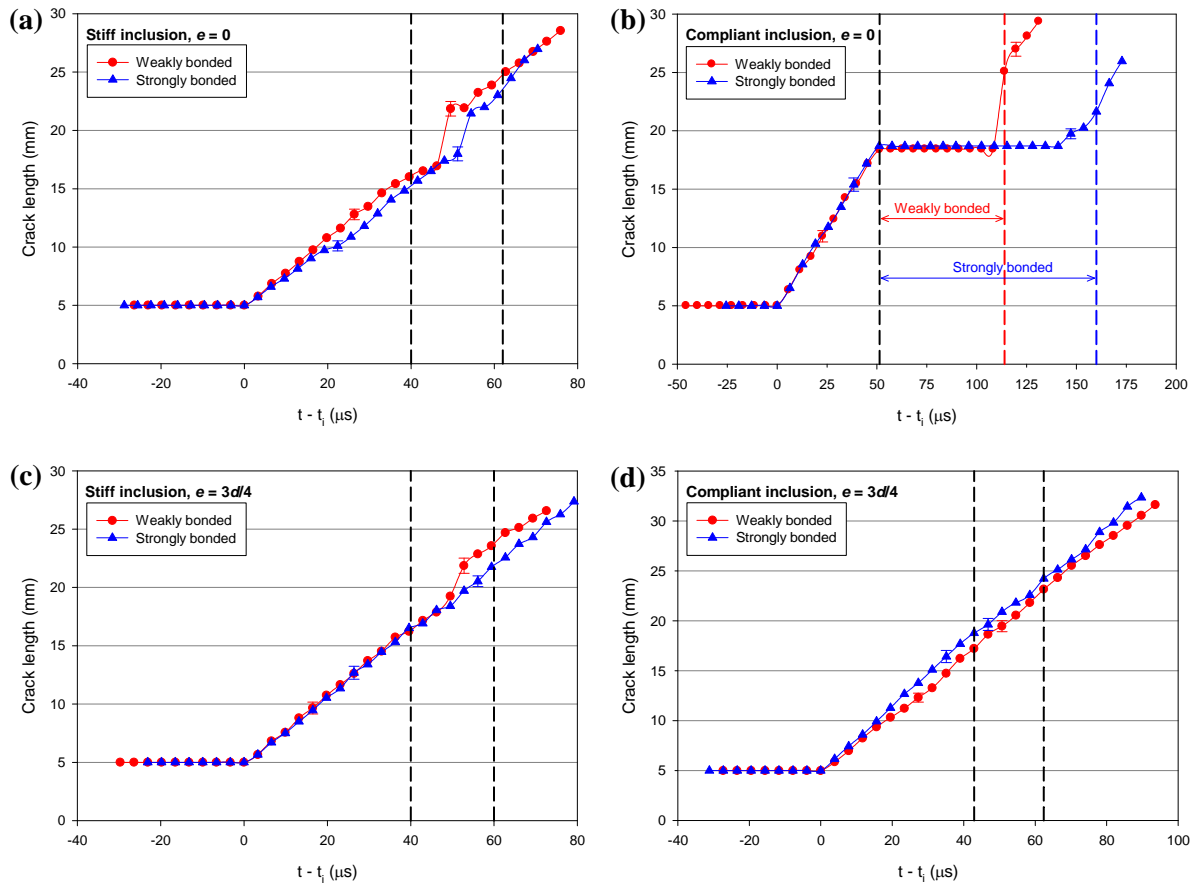 (a)
30
25
20
15
10
5
0
Crack length (mm)
Stiff inclusion, e = 0
Weakly bonded
Strongly bonded
-40
-20
0
20
40
60
80
t - ti (μs)
(b)
30
25
20
15
10
5
0
Crack length (mm)
Compliant inclusion, e = 0
Weakly bonded
Strongly bonded
Weakly bonded
Strongly bonded
-50
-25
0
25
50
75
100
125
150
175
200
t - ti (μs)
(c)
30
25
20
15
10
5
0
Crack length (mm)
Stiff inclusion, e = 3d/4
Weakly bonded
Strongly bonded
-40
-20
0
20
40
60
80
t - ti (μs)
(d)
35
30
25
20
15
10
5
0
Crack length (mm)
Compliant inclusion, e = 3d/4
Weakly bonded
Strongly bonded
-40
-20
0
20
40
60
80
100
t - ti (μs)